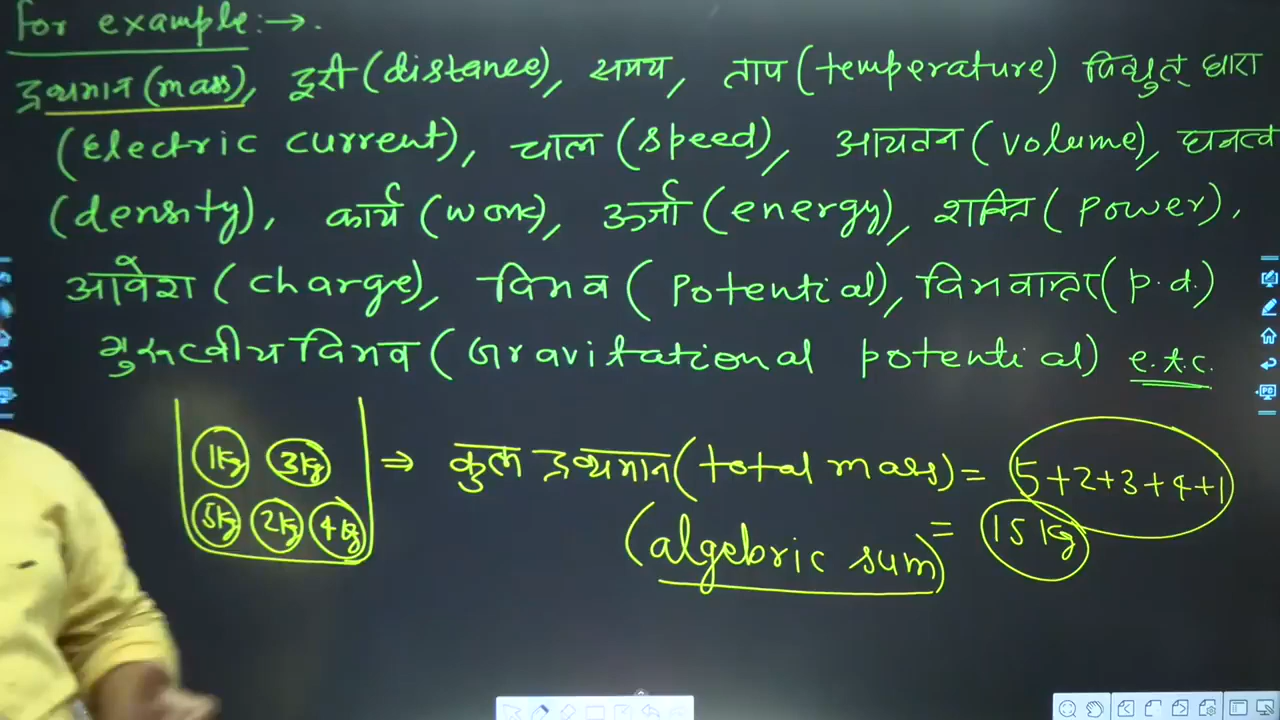 For example:→.
द्रव्यमान (mass), दूरी (distance), समय, ताप (temperature) विद्युत् धारा
(Electric current), चाल (speed), आयतन (volume), घनत्व
(density), कार्य (work), ऊर्जा (energy), शक्ति (power),
आवेश (charge), विभव (Potential), विभवान्तर (p.d.)
गुरुत्वीय विभव (Gravitational potential) e.t.c.
1kg 3kg ⇒ कुल द्रव्यमान (total mass) = 5+2+3+4+1
5kg 2kg 4kg (algebric sum) = 15 kg